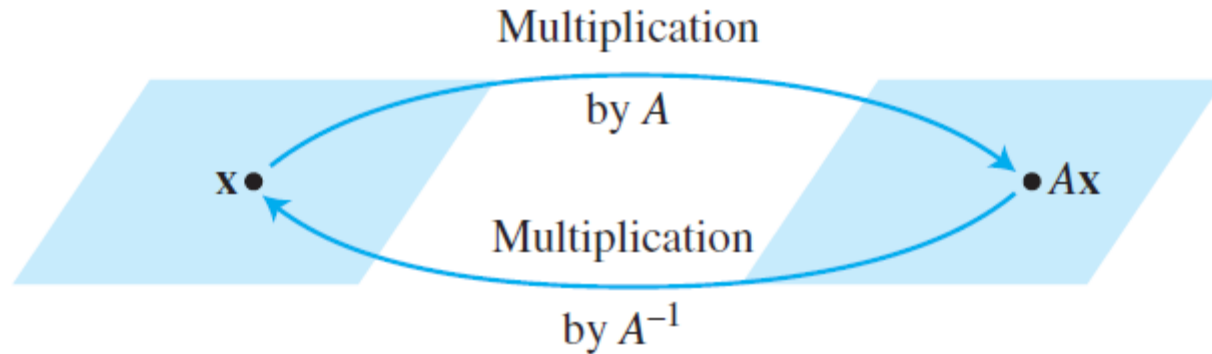 Multiplication
by A
x
Ax
Multiplication
by A⁻¹